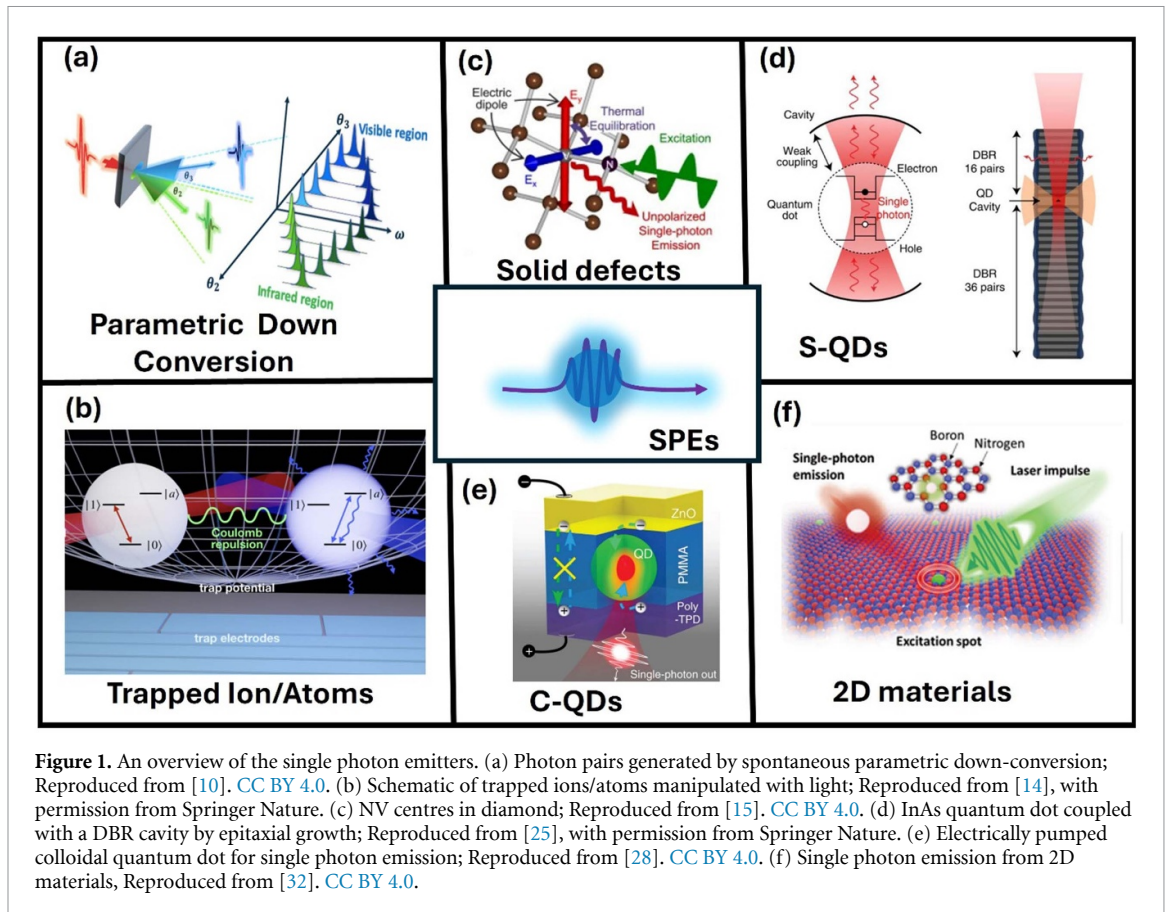 (a)
θ3
Visible region
θ3
θ2
ω
θ2
Infrared region
Parametric Down
Conversion
(c)
Electric
dipole
Ey
Thermal
Equilibration
Excitation
N
Ex
Unpolarized
Single-photon
Emission
Solid defects
(d)
Cavity
Weak
coupling
Electron
Quantum
dot
Single
photon
Hole
DBR
16 pairs
QD
Cavity
DBR
36 pairs
S-QDs
SPEs
(b)
|a⟩
|1⟩
|0⟩
Coulomb
repulsion
|a⟩
|1⟩
|0⟩
trap potential
trap electrodes
Trapped Ion/Atoms
(e)
ZnO
QD
PMMA
Poly
-TPD
Single-photon out
C-QDs
(f)
Boron
Nitrogen
Single-photon
emission
Laser impulse
Excitation spot
2D materials
Figure 1. An overview of the single photon emitters. (a) Photon pairs generated by spontaneous parametric down-conversion;
Reproduced from [10]. CC BY 4.0. (b) Schematic of trapped ions/atoms manipulated with light; Reproduced from [14], with
permission from Springer Nature. (c) NV centres in diamond; Reproduced from [15]. CC BY 4.0. (d) InAs quantum dot coupled
with a DBR cavity by epitaxial growth; Reproduced from [25], with permission from Springer Nature. (e) Electrically pumped
colloidal quantum dot for single photon emission; Reproduced from [28]. CC BY 4.0. (f) Single photon emission from 2D
materials, Reproduced from [32]. CC BY 4.0.